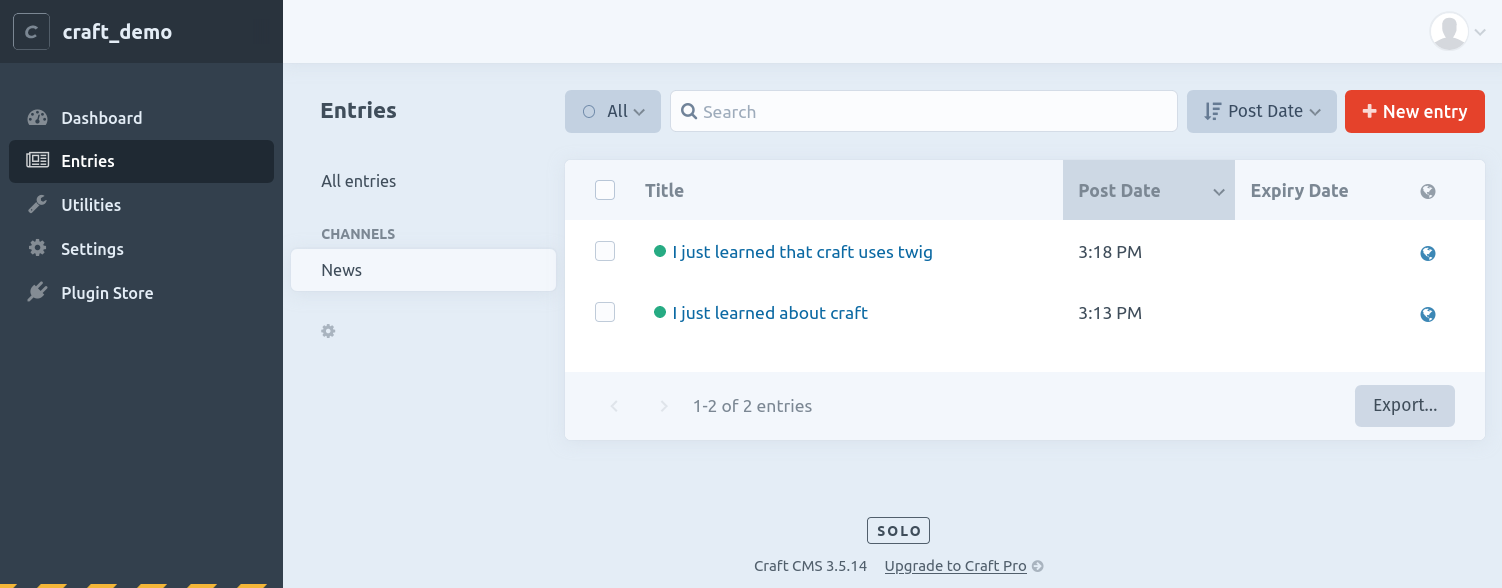 C craft_demo
Dashboard
Entries
Utilities
Settings
Plugin Store
Entries
All entries
CHANNELS
News
All Search Post Date + New entry
Title Post Date Expiry Date
I just learned that craft uses twig 3:18 PM
I just learned about craft 3:13 PM
1-2 of 2 entries Export...
SOLO
Craft CMS 3.5.14 Upgrade to Craft Pro